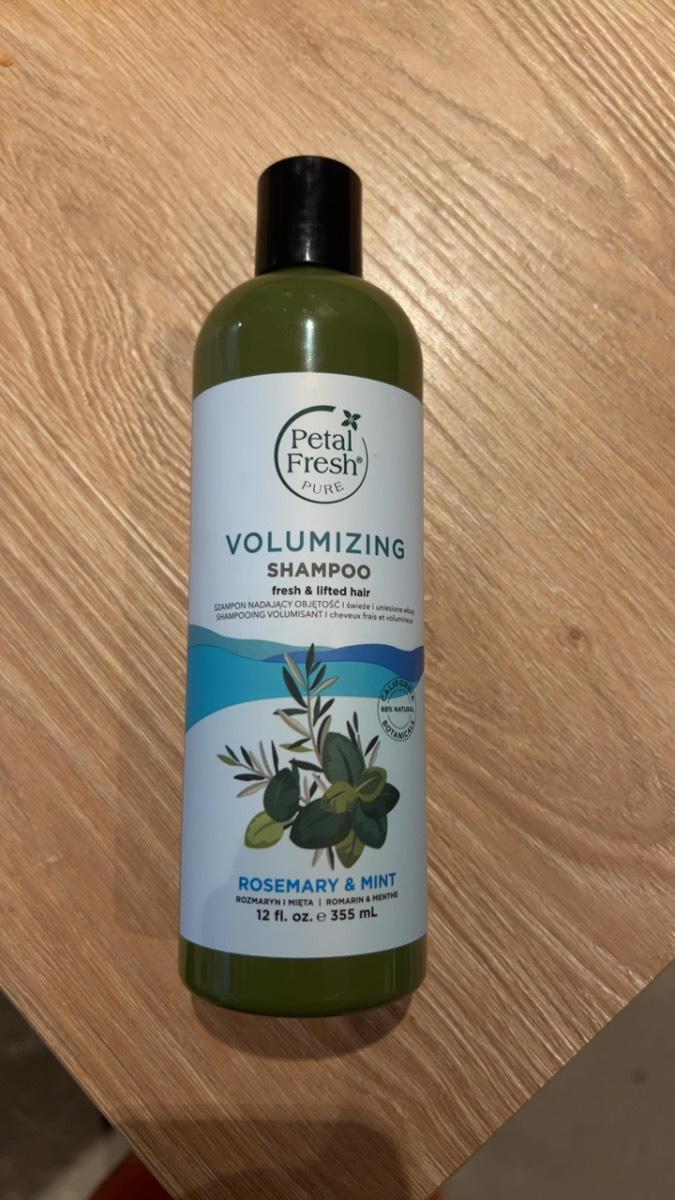 Petal
Fresh®
PURE
VOLUMIZING
SHAMPOO
fresh & lifted hair
SZAMPON NADAJĄCY OBJĘTOŚĆ | świeże i uniesione włosy
SHAMPOOING VOLUMISANT | cheveux frais et volumineux
CALIFORNIA
98% NATURAL
BOTANICALS
ROSEMARY & MINT
ROZMARYN I MIĘTA | ROMARIN & MENTHE
12 fl. oz. ℮ 355 mL